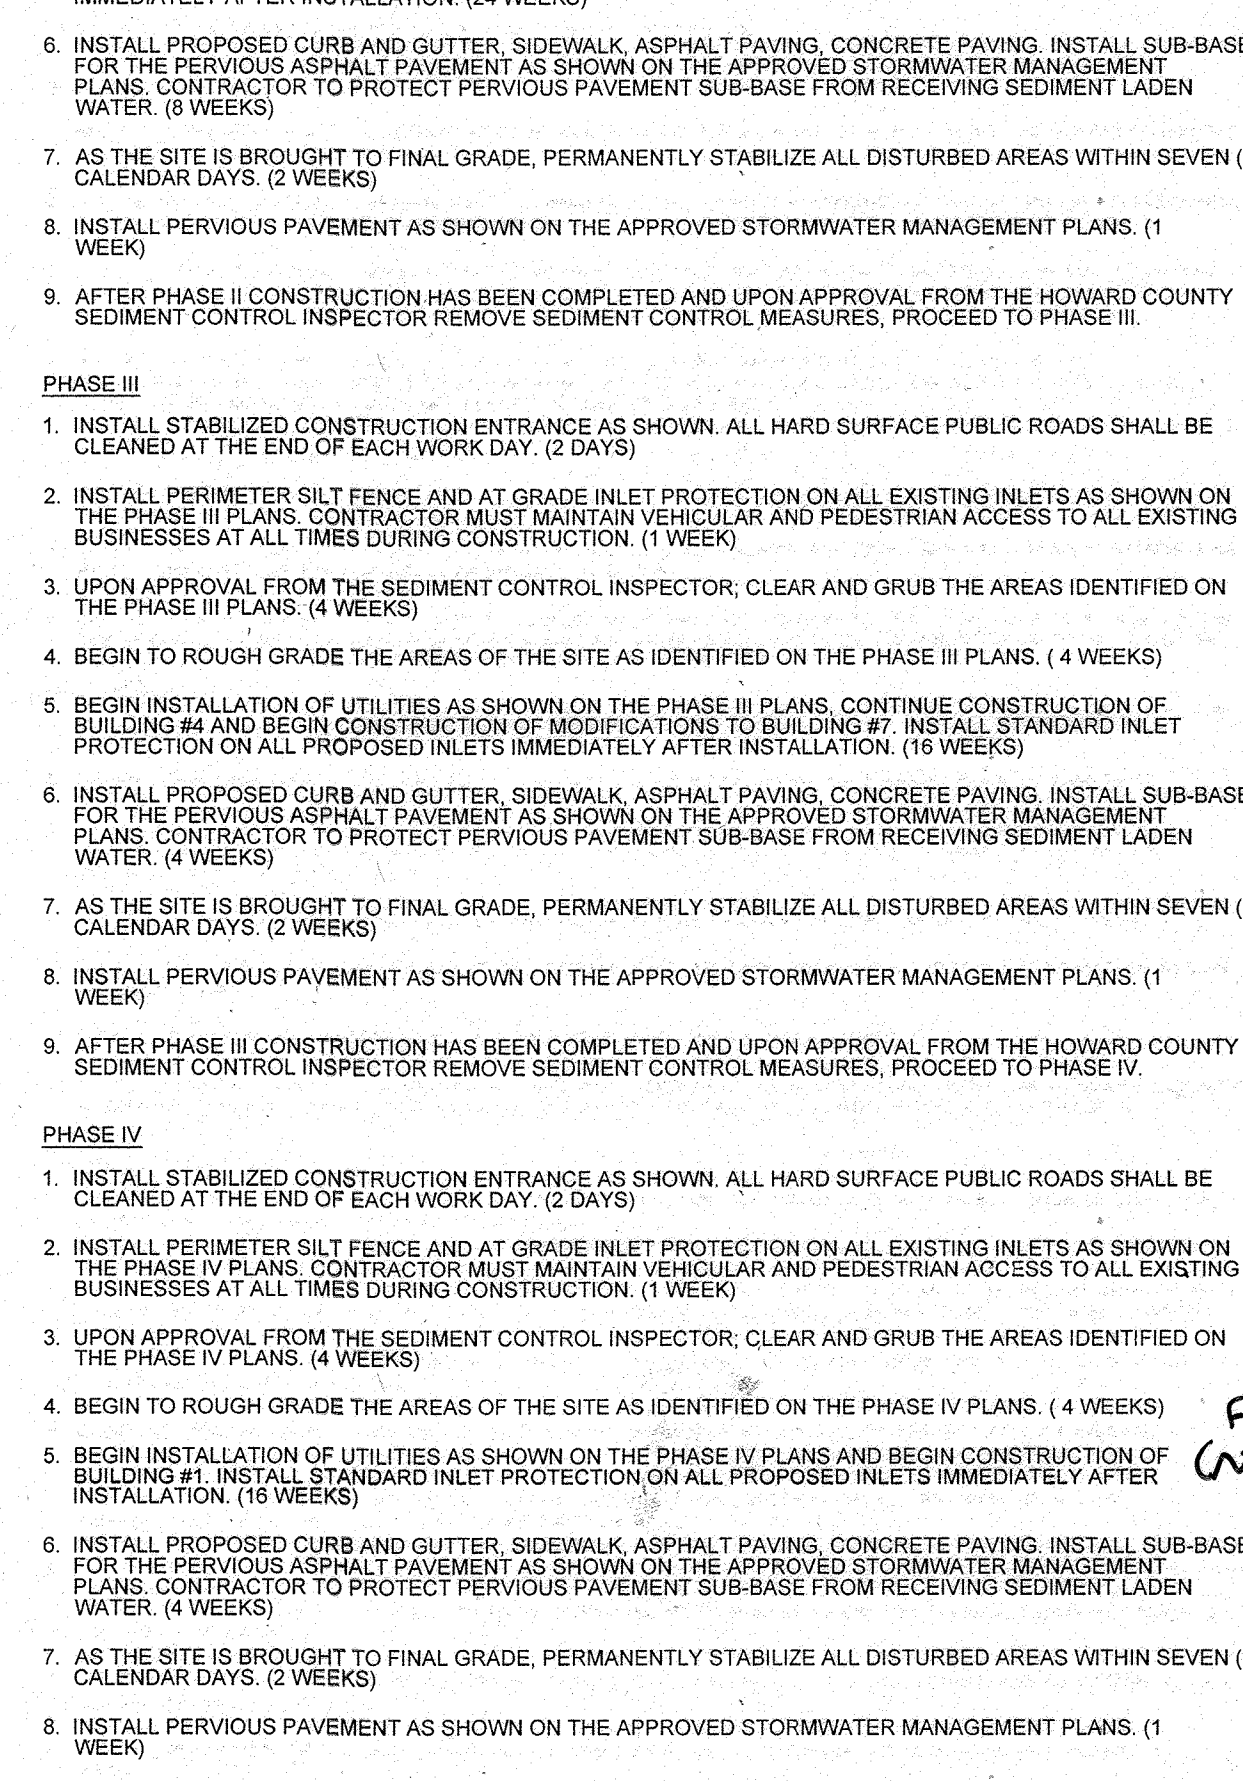 IMMEDIATELY AFTER INSTALLATION. (24 WEEKS)
6. INSTALL PROPOSED CURB AND GUTTER, SIDEWALK, ASPHALT PAVING, CONCRETE PAVING. INSTALL SUB-BASE
FOR THE PERVIOUS ASPHALT PAVEMENT AS SHOWN ON THE APPROVED STORMWATER MANAGEMENT
PLANS. CONTRACTOR TO PROTECT PERVIOUS PAVEMENT SUB-BASE FROM RECEIVING SEDIMENT LADEN
WATER. (8 WEEKS)
7. AS THE SITE IS BROUGHT TO FINAL GRADE, PERMANENTLY STABILIZE ALL DISTURBED AREAS WITHIN SEVEN (
CALENDAR DAYS. (2 WEEKS)
8. INSTALL PERVIOUS PAVEMENT AS SHOWN ON THE APPROVED STORMWATER MANAGEMENT PLANS. (1
WEEK)
9. AFTER PHASE II CONSTRUCTION HAS BEEN COMPLETED AND UPON APPROVAL FROM THE HOWARD COUNTY
SEDIMENT CONTROL INSPECTOR REMOVE SEDIMENT CONTROL MEASURES, PROCEED TO PHASE III.
PHASE III
1. INSTALL STABILIZED CONSTRUCTION ENTRANCE AS SHOWN. ALL HARD SURFACE PUBLIC ROADS SHALL BE
CLEANED AT THE END OF EACH WORK DAY. (2 DAYS)
2. INSTALL PERIMETER SILT FENCE AND AT GRADE INLET PROTECTION ON ALL EXISTING INLETS AS SHOWN ON
THE PHASE III PLANS. CONTRACTOR MUST MAINTAIN VEHICULAR AND PEDESTRIAN ACCESS TO ALL EXISTING
BUSINESSES AT ALL TIMES DURING CONSTRUCTION. (1 WEEK)
3. UPON APPROVAL FROM THE SEDIMENT CONTROL INSPECTOR; CLEAR AND GRUB THE AREAS IDENTIFIED ON
THE PHASE III PLANS. (4 WEEKS)
4. BEGIN TO ROUGH GRADE THE AREAS OF THE SITE AS IDENTIFIED ON THE PHASE III PLANS. ( 4 WEEKS)
5. BEGIN INSTALLATION OF UTILITIES AS SHOWN ON THE PHASE III PLANS, CONTINUE CONSTRUCTION OF
BUILDING #4 AND BEGIN CONSTRUCTION OF MODIFICATIONS TO BUILDING #7. INSTALL STANDARD INLET
PROTECTION ON ALL PROPOSED INLETS IMMEDIATELY AFTER INSTALLATION. (16 WEEKS)
6. INSTALL PROPOSED CURB AND GUTTER, SIDEWALK, ASPHALT PAVING, CONCRETE PAVING. INSTALL SUB-BASE
FOR THE PERVIOUS ASPHALT PAVEMENT AS SHOWN ON THE APPROVED STORMWATER MANAGEMENT
PLANS. CONTRACTOR TO PROTECT PERVIOUS PAVEMENT SUB-BASE FROM RECEIVING SEDIMENT LADEN
WATER. (4 WEEKS)
7. AS THE SITE IS BROUGHT TO FINAL GRADE, PERMANENTLY STABILIZE ALL DISTURBED AREAS WITHIN SEVEN (
CALENDAR DAYS. (2 WEEKS)
8. INSTALL PERVIOUS PAVEMENT AS SHOWN ON THE APPROVED STORMWATER MANAGEMENT PLANS. (1
WEEK)
9. AFTER PHASE III CONSTRUCTION HAS BEEN COMPLETED AND UPON APPROVAL FROM THE HOWARD COUNTY
SEDIMENT CONTROL INSPECTOR REMOVE SEDIMENT CONTROL MEASURES, PROCEED TO PHASE IV.
PHASE IV
1. INSTALL STABILIZED CONSTRUCTION ENTRANCE AS SHOWN. ALL HARD SURFACE PUBLIC ROADS SHALL BE
CLEANED AT THE END OF EACH WORK DAY. (2 DAYS)
2. INSTALL PERIMETER SILT FENCE AND AT GRADE INLET PROTECTION ON ALL EXISTING INLETS AS SHOWN ON
THE PHASE IV PLANS. CONTRACTOR MUST MAINTAIN VEHICULAR AND PEDESTRIAN ACCESS TO ALL EXISTING
BUSINESSES AT ALL TIMES DURING CONSTRUCTION. (1 WEEK)
3. UPON APPROVAL FROM THE SEDIMENT CONTROL INSPECTOR; CLEAR AND GRUB THE AREAS IDENTIFIED ON
THE PHASE IV PLANS. (4 WEEKS)
4. BEGIN TO ROUGH GRADE THE AREAS OF THE SITE AS IDENTIFIED ON THE PHASE IV PLANS. ( 4 WEEKS)
5. BEGIN INSTALLATION OF UTILITIES AS SHOWN ON THE PHASE IV PLANS AND BEGIN CONSTRUCTION OF
BUILDING #1. INSTALL STANDARD INLET PROTECTION ON ALL PROPOSED INLETS IMMEDIATELY AFTER
INSTALLATION. (16 WEEKS)
6. INSTALL PROPOSED CURB AND GUTTER, SIDEWALK, ASPHALT PAVING, CONCRETE PAVING. INSTALL SUB-BASE
FOR THE PERVIOUS ASPHALT PAVEMENT AS SHOWN ON THE APPROVED STORMWATER MANAGEMENT
PLANS. CONTRACTOR TO PROTECT PERVIOUS PAVEMENT SUB-BASE FROM RECEIVING SEDIMENT LADEN
WATER. (4 WEEKS)
7. AS THE SITE IS BROUGHT TO FINAL GRADE, PERMANENTLY STABILIZE ALL DISTURBED AREAS WITHIN SEVEN (
CALENDAR DAYS. (2 WEEKS)
8. INSTALL PERVIOUS PAVEMENT AS SHOWN ON THE APPROVED STORMWATER MANAGEMENT PLANS. (1
WEEK)